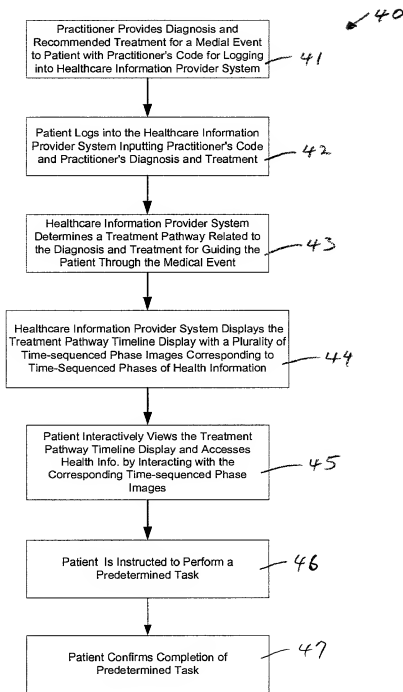 40
Practitioner Provides Diagnosis and
Recommended Treatment for a Medial Event
to Patient with Practitioner's Code for Logging
into Healthcare Information Provider System
41
Patient Logs into the Healthcare Information
Provider System Inputting Practitioner's Code
and Practitioner's Diagnosis and Treatment
42
Healthcare Information Provider System
Determines a Treatment Pathway Related to
the Diagnosis and Treatment for Guiding the
Patient Through the Medical Event
43
Healthcare Information Provider System Displays the
Treatment Pathway Timeline Display with a Plurality of
Time-sequenced Phase Images Corresponding to
Time-Sequenced Phases of Health Information
44
Patient Interactively Views the Treatment
Pathway Timeline Display and Accesses
Health Info. by Interacting with the
Corresponding Time-sequenced Phase
Images
45
Patient Is Instructed to Perform a
Predetermined Task
46
Patient Confirms Completion of
Predetermined Task
47